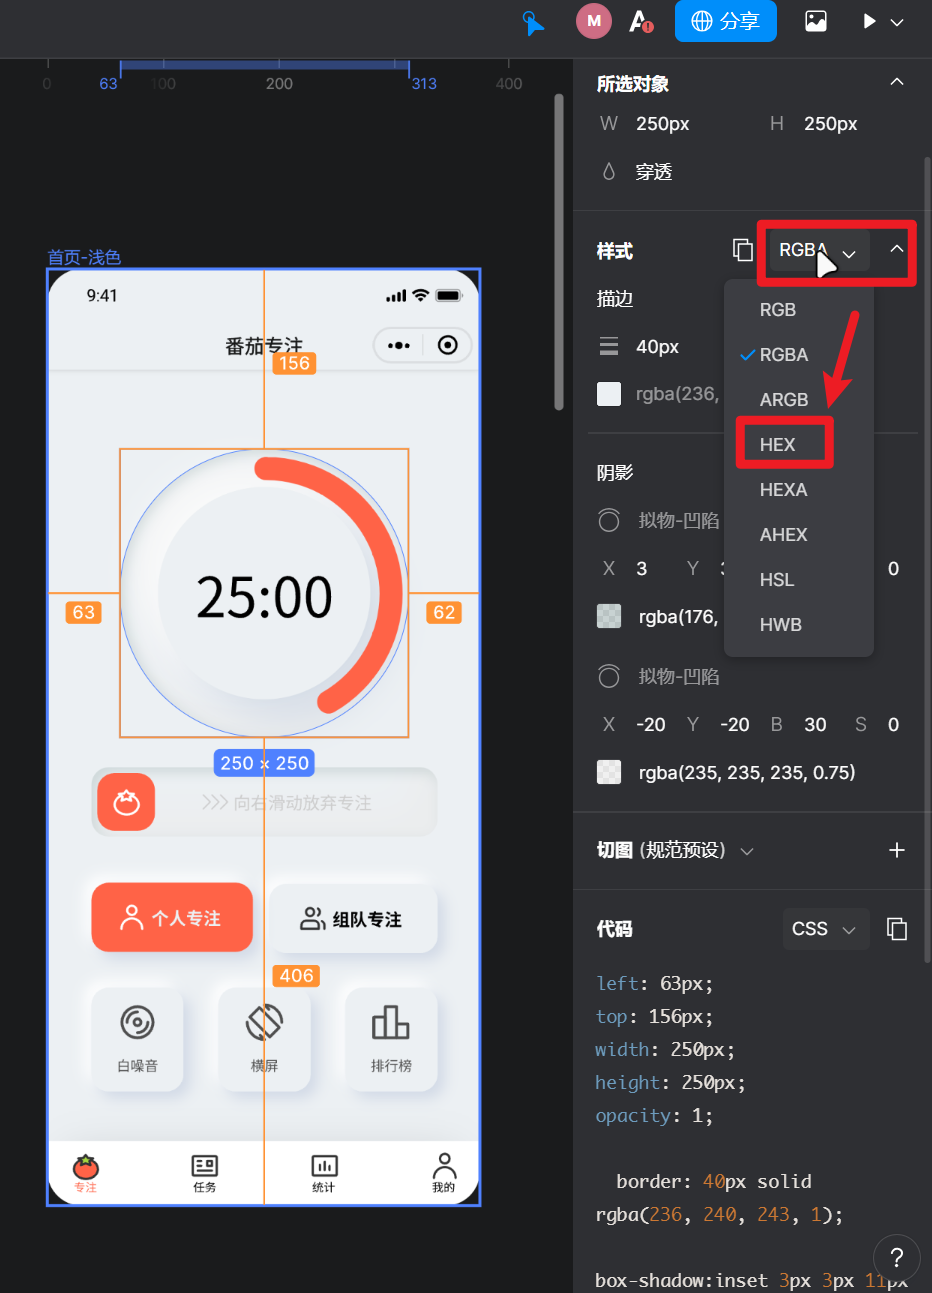 M
A
分享
0
63
100
200
313
400
首页-浅色
9:41
番茄专注
156
25:00
63
62
250 × 250
>>> 向右滑动放弃专注
个人专注
组队专注
406
白噪音
横屏
排行榜
专注
任务
统计
我的
所选对象
W 250px H 250px
穿透
样式
RGBA
RGB
RGBA
ARGB
HEX
HEXA
AHEX
HSL
HWB
描边
40px
rgba(236,
阴影
拟物-凹陷
X 3 Y 0
rgba(176,
拟物-凹陷
X -20 Y -20 B 30 S 0
rgba(235, 235, 235, 0.75)
切图 (规范预设)
代码
CSS
left: 63px;
top: 156px;
width: 250px;
height: 250px;
opacity: 1;
border: 40px solid
rgba(236, 240, 243, 1);
box-shadow:inset 3px 3px 11px
?